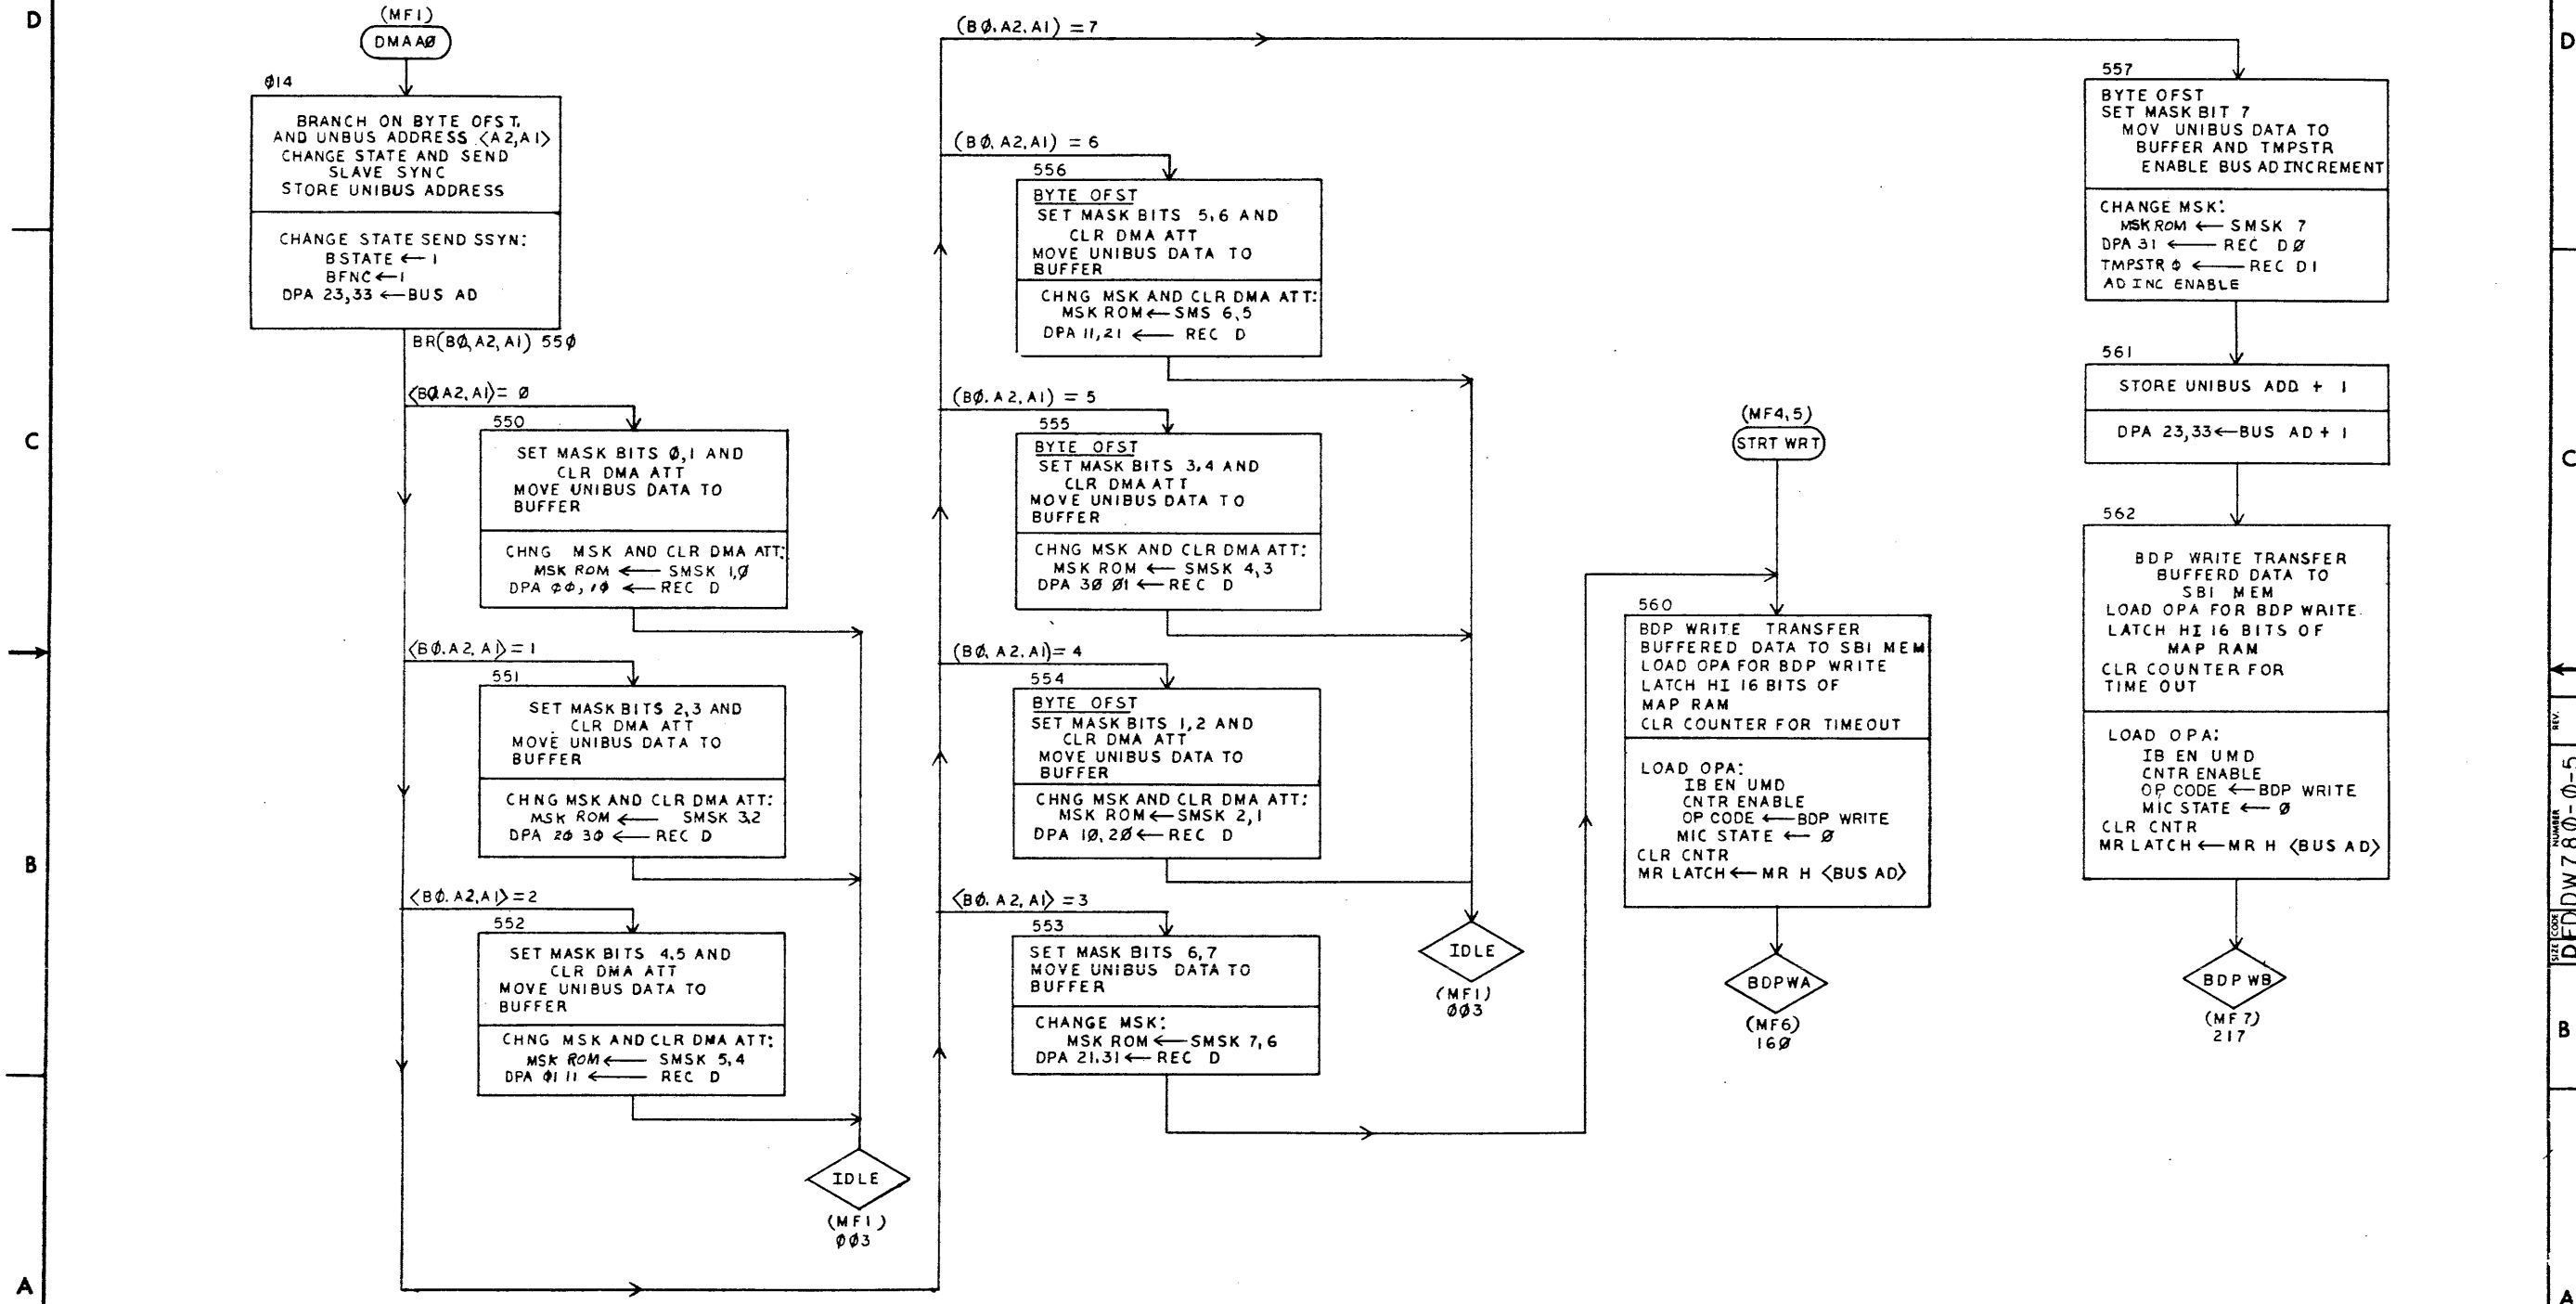 D
(MF1)
DMAAØ
Ø14
BRANCH ON BYTE OFST.
AND UNBUS ADDRESS <A2,A1>
CHANGE STATE AND SEND
SLAVE SYNC
STORE UNIBUS ADDRESS
CHANGE STATE SEND SSYN:
BSTATE ← 1
BFNC ← 1
DPA 23,33 ← BUS AD
BR(BØ,A2,A1) 55Ø
<BØ A2,A1> = Ø
550
SET MASK BITS Ø,1 AND
CLR DMA ATT
MOVE UNIBUS DATA TO
BUFFER
CHNG MSK AND CLR DMA ATT:
MSK ROM ← SMSK 1,Ø
DPA ØØ,1Ø ← REC D
<BØ.A2,A1> = 1
551
SET MASK BITS 2,3 AND
CLR DMA ATT
MOVE UNIBUS DATA TO
BUFFER
CHNG MSK AND CLR DMA ATT:
MSK ROM ← SMSK 3,2
DPA 2Ø 3Ø ← REC D
<BØ.A2,A1> = 2
552
SET MASK BITS 4,5 AND
CLR DMA ATT
MOVE UNIBUS DATA TO
BUFFER
CHNG MSK AND CLR DMA ATT:
MSK ROM ← SMSK 5,4
DPA Ø1 11 ← REC D
IDLE
(MF1)
ØØ3
(BØ.A2.A1) = 7
(BØ.A2,A1) = 6
556
BYTE OFST
SET MASK BITS 5,6 AND
CLR DMA ATT
MOVE UNIBUS DATA TO
BUFFER
CHNG MSK AND CLR DMA ATT:
MSK ROM ← SMS 6,5
DPA 11,21 ← REC D
(BØ.A2,A1) = 5
555
BYTE OFST
SET MASK BITS 3,4 AND
CLR DMA ATT
MOVE UNIBUS DATA TO
BUFFER
CHNG MSK AND CLR DMA ATT:
MSK ROM ← SMSK 4,3
DPA 3Ø Ø1 ← REC D
(BØ.A2.A1) = 4
554
BYTE OFST
SET MASK BITS 1,2 AND
CLR DMA ATT
MOVE UNIBUS DATA TO
BUFFER
CHNG MSK AND CLR DMA ATT:
MSK ROM ← SMSK 2,1
DPA 1Ø,2Ø ← REC D
<BØ.A2,A1> = 3
553
SET MASK BITS 6,7
MOVE UNIBUS DATA TO
BUFFER
CHANGE MSK:
MSK ROM ← SMSK 7,6
DPA 21.31 ← REC D
IDLE
(MF1)
ØØ3
(MF4,5)
STRT WRT
560
BDP WRITE TRANSFER
BUFFERED DATA TO SBI MEM
LOAD OPA FOR BDP WRITE
LATCH HI 16 BITS OF
MAP RAM
CLR COUNTER FOR TIMEOUT
LOAD OPA:
IB EN UMD
CNTR ENABLE
OP CODE ← BDP WRITE
MIC STATE ← Ø
CLR CNTR
MR LATCH ← MR H <BUS AD>
BDPWA
(MF6)
16Ø
557
BYTE OFST
SET MASK BIT 7
MOV UNIBUS DATA TO
BUFFER AND TMPSTR
ENABLE BUS AD INCREMENT
CHANGE MSK:
MSK ROM ← SMSK 7
DPA 31 ← REC DØ
TMPSTR Ø ← REC D1
AD INC ENABLE
561
STORE UNIBUS ADD + 1
DPA 23,33 ← BUS AD + 1
562
BDP WRITE TRANSFER
BUFFERD DATA TO
SBI MEM
LOAD OPA FOR BDP WRITE.
LATCH HI 16 BITS OF
MAP RAM
CLR COUNTER FOR
TIME OUT
LOAD OPA:
IB EN UMD
CNTR ENABLE
OP CODE ← BDP WRITE
MIC STATE ← Ø
CLR CNTR
MR LATCH ← MR H <BUS AD>
BDPWB
(MF7)
217
C
B
A
D
C
B
A
REV.
NUMBER
DW780-0-5
SIZE CODE
D FD